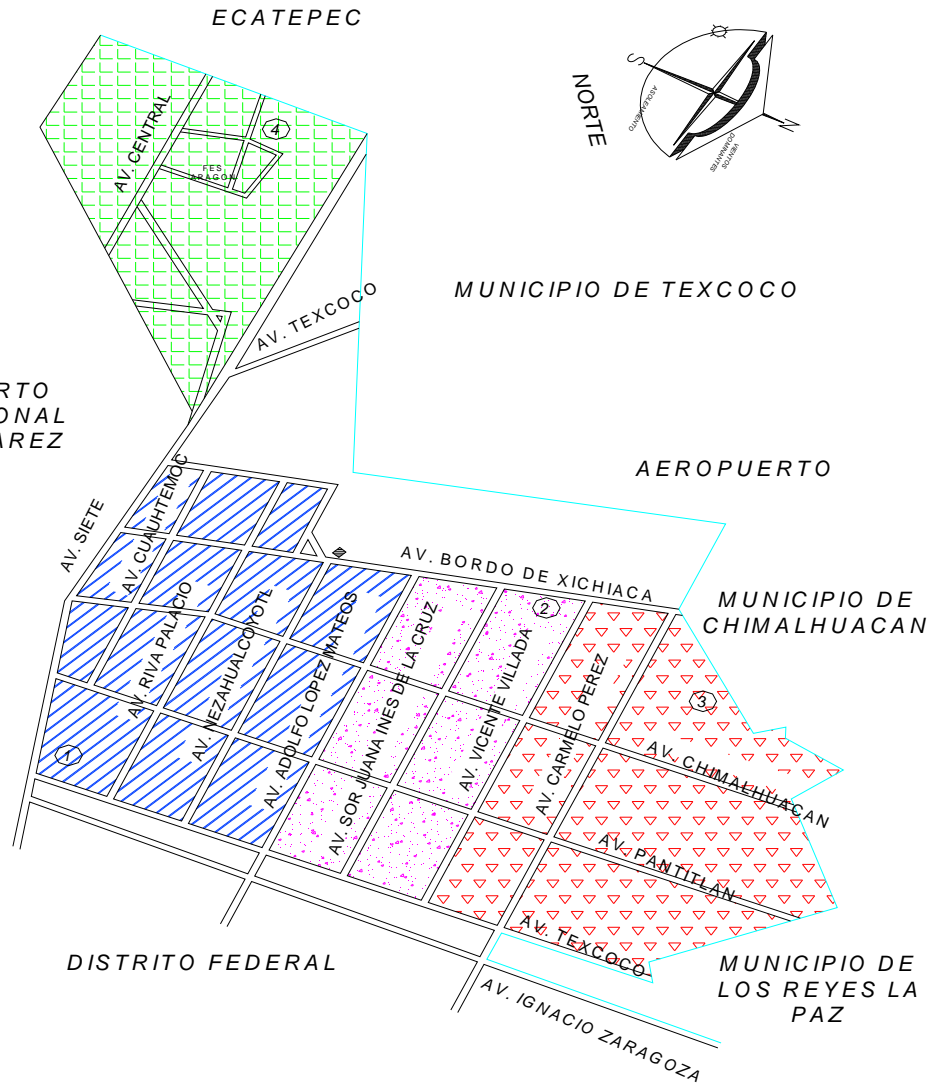 ECATEPEC
S
NORTE
ASOLEAMIENTO
VIENTOS
DOMINANTES
N
AV. CENTRAL
4
FES
ARAGON
MUNICIPIO DE TEXCOCO
AV. TEXCOCO
RTO
ONAL
AREZ
AEROPUERTO
AV. SIETE
AV. CUAUHTEMOC
AV. BORDO DE XICHIACA
MUNICIPIO DE
CHIMALHUACAN
AV. RIVA PALACIO
AV. NEZAHUALCOYOTL
AV. ADOLFO LOPEZ MATEOS
AV. SOR JUANA INES DE LA CRUZ
2
AV. VICENTE VILLADA
AV. CARMELO PEREZ
3
1
AV. CHIMALHUACAN
AV. PANTITLAN
AV. TEXCOCO
DISTRITO FEDERAL
MUNICIPIO DE
LOS REYES LA
PAZ
AV. IGNACIO ZARAGOZA